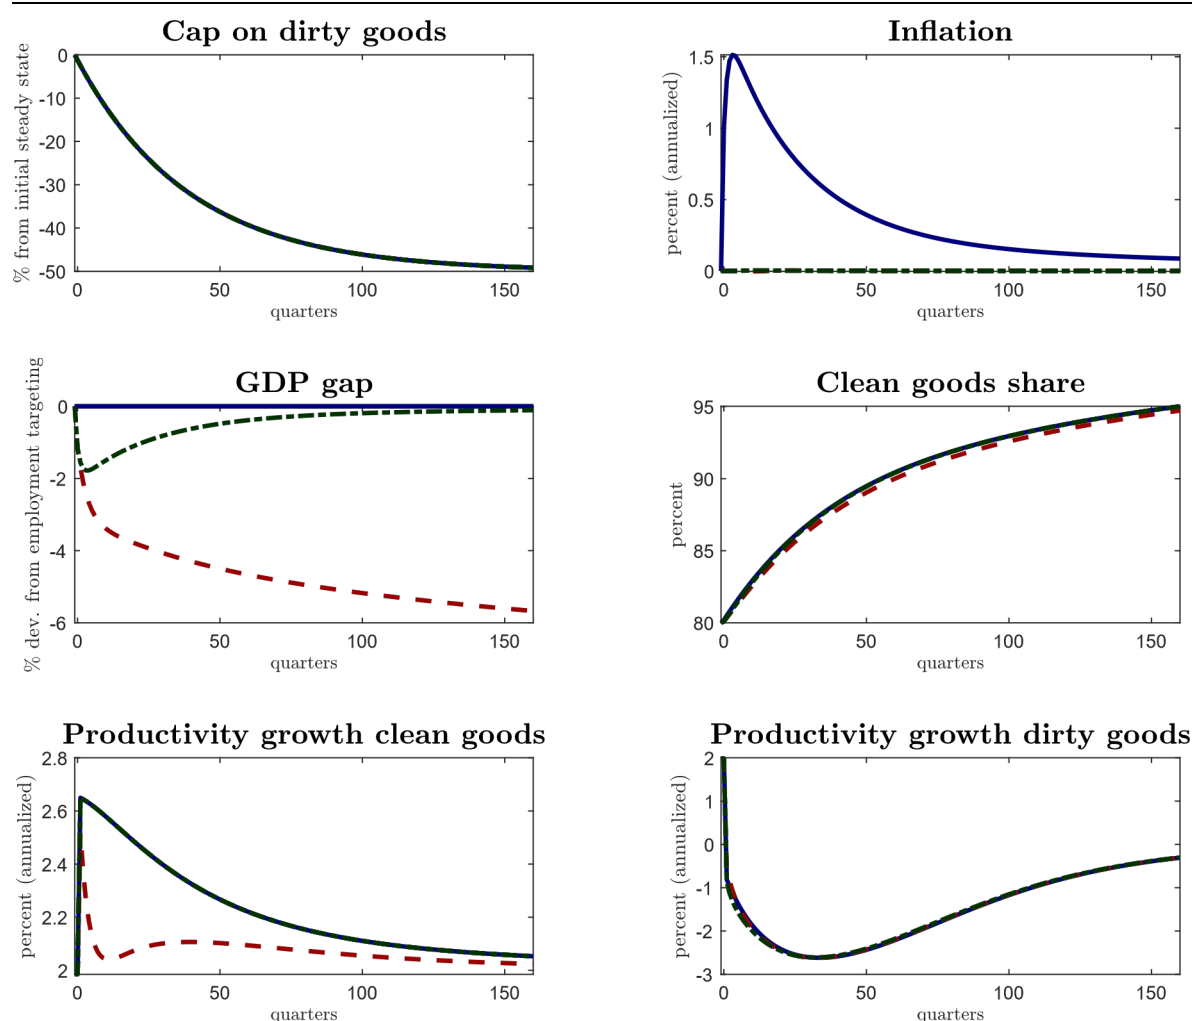 Cap on dirty goods
% from initial steady state
0
-10
-20
-30
-40
-50
0
50
100
150
quarters
Inflation
percent (annualized)
1.5
1
0.5
0
0
50
100
150
quarters
GDP gap
% dev. from employment targeting
0
-2
-4
-6
0
50
100
150
quarters
Clean goods share
percent
95
90
85
80
0
50
100
150
quarters
Productivity growth clean goods
percent (annualized)
2.8
2.6
2.4
2.2
2
0
50
100
150
quarters
Productivity growth dirty goods
percent (annualized)
2
1
0
-1
-2
-3
0
50
100
150
quarters